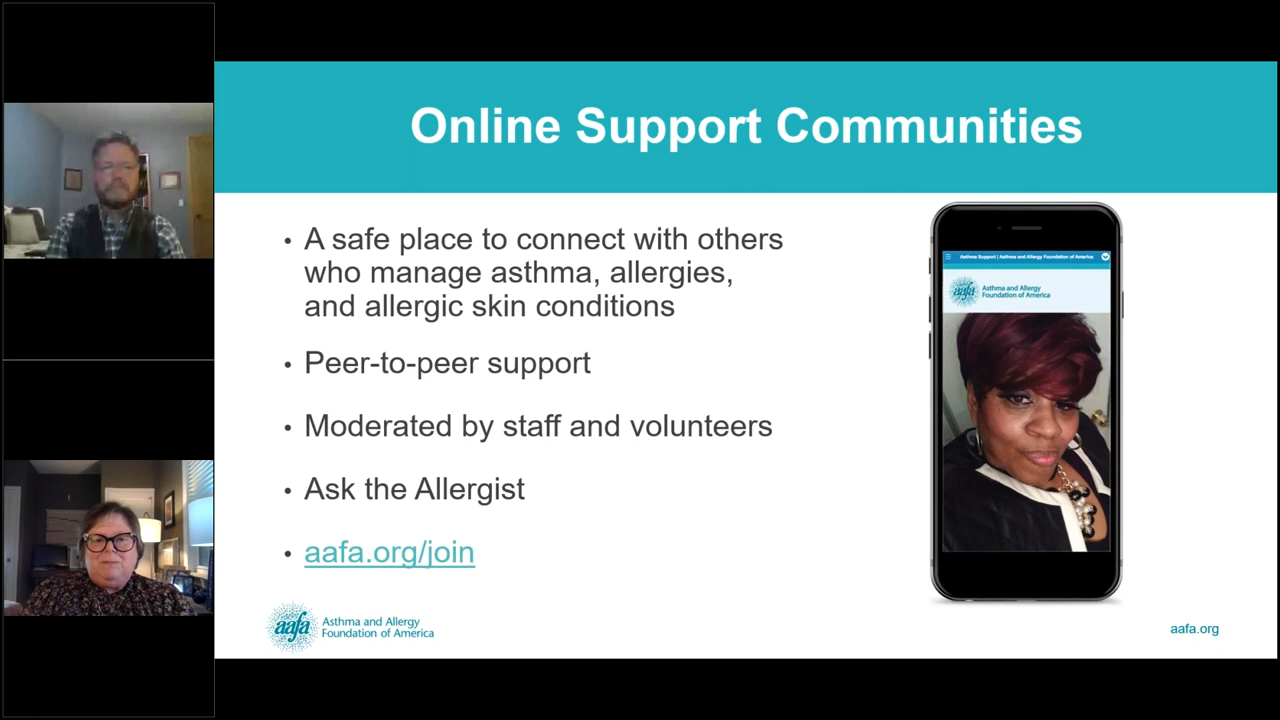 Online Support Communities
• A safe place to connect with others
who manage asthma, allergies,
and allergic skin conditions
• Peer-to-peer support
• Moderated by staff and volunteers
• Ask the Allergist
• aafa.org/join
Asthma Support | Asthma and Allergy Foundation of America
aafa Asthma and Allergy
Foundation of America
aafa Asthma and Allergy
Foundation of America
aafa.org